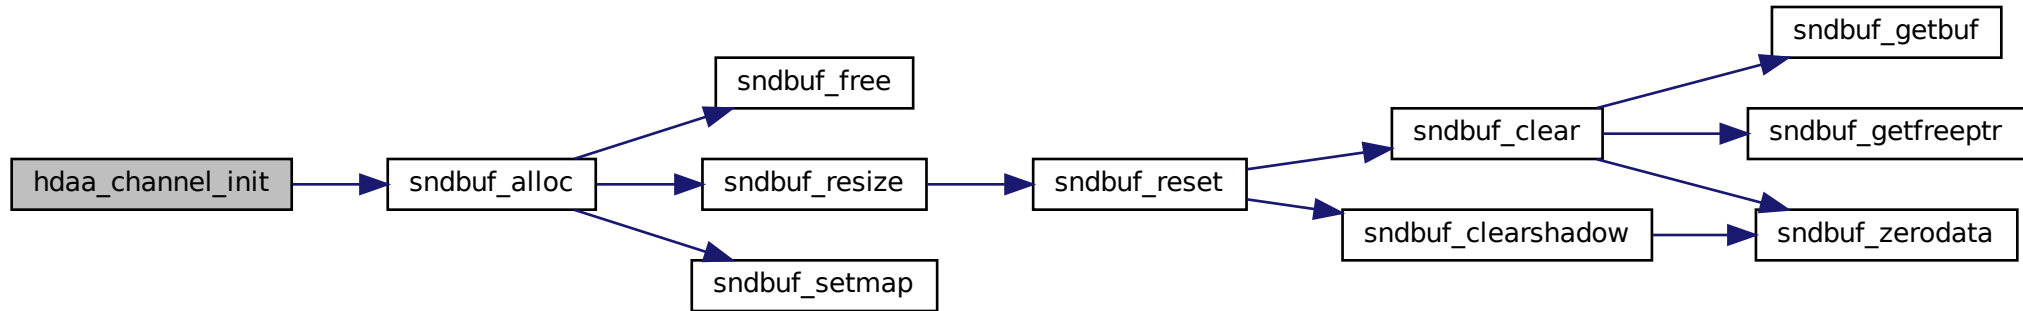 hdaa_channel_init
sndbuf_alloc
sndbuf_free
sndbuf_resize
sndbuf_setmap
sndbuf_reset
sndbuf_clear
sndbuf_clearshadow
sndbuf_getbuf
sndbuf_getfreeptr
sndbuf_zerodata